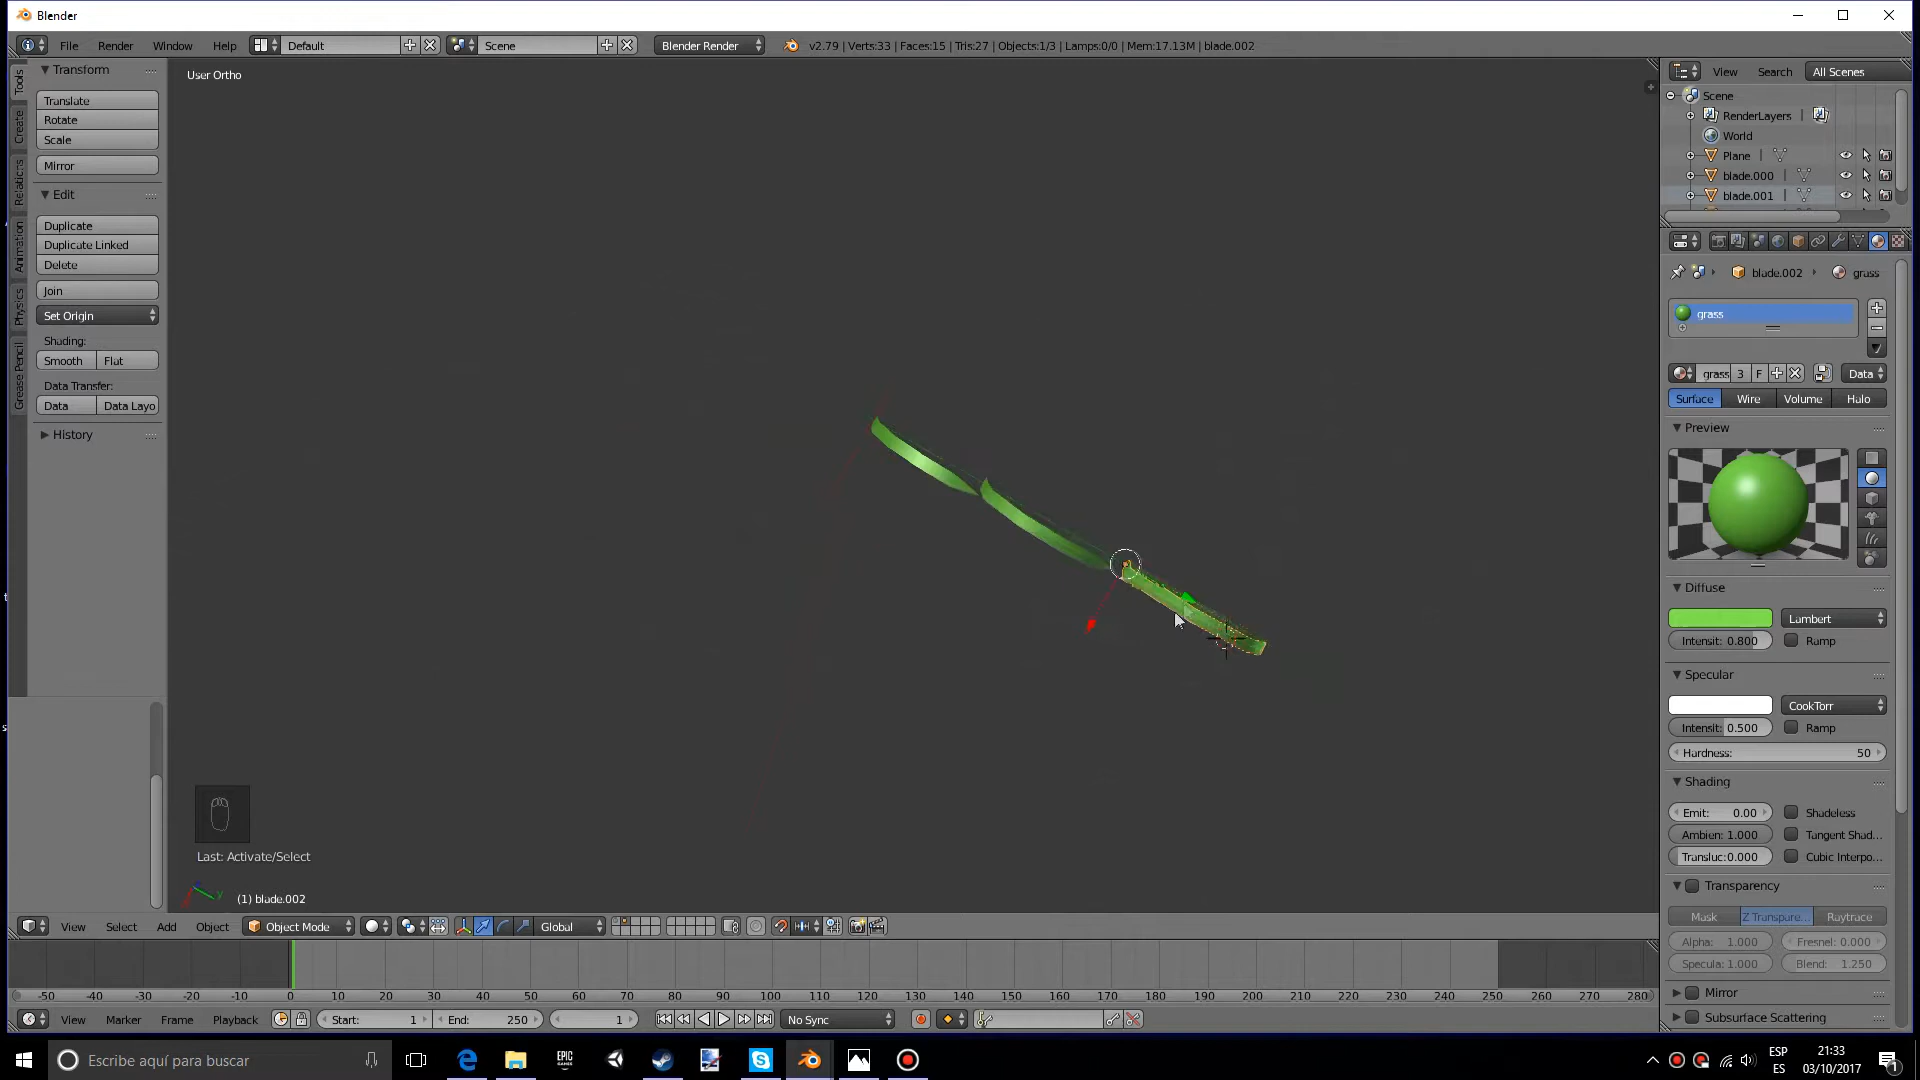 Blender
File Render Window Help Default Scene Blender Render v2.79 | Verts:33 | Faces:15 | Tris:27 | Objects:1/3 | Lamps:0/0 | Mem:17.13M | blade.002
Tools
Create
Relations
Animation
Physics
Grease Pencil
Transform
Translate
Rotate
Scale
Mirror
Edit
Duplicate
Duplicate Linked
Delete
Join
Set Origin
Shading:
Smooth Flat
Data Transfer:
Data Data Layo
History
User Ortho
Last: Activate/Select
(1) blade.002
View Search All Scenes
Scene
RenderLayers
World
Plane
blade.000
blade.001
blade.002 grass
grass
grass 3 F Data
Surface Wire Volume Halo
Preview
Diffuse
Lambert
Intensit: 0.800 Ramp
Specular
CookTorr
Intensit: 0.500 Ramp
Hardness: 50
Shading
Emit: 0.00 Shadeless
Ambien: 1.000 Tangent Shad...
Transluc:0.000 Cubic Interpo...
Transparency
Mask Z Transpare... Raytrace
Alpha: 1.000 Fresnel: 0.000
Specula: 1.000 Blend: 1.250
Mirror
Subsurface Scattering
View Select Add Object Object Mode Global
-50 -40 -30 -20 -10 0 10 20 30 40 50 60 70 80 90 100 110 120 130 140 150 160 170 180 190 200 210 220 230 240 250 260 270 280
View Marker Frame Playback Start: 1 End: 250 1 No Sync
Escribe aquí para buscar
EPIC GAMES
ESP
ES
21:33
03/10/2017
1